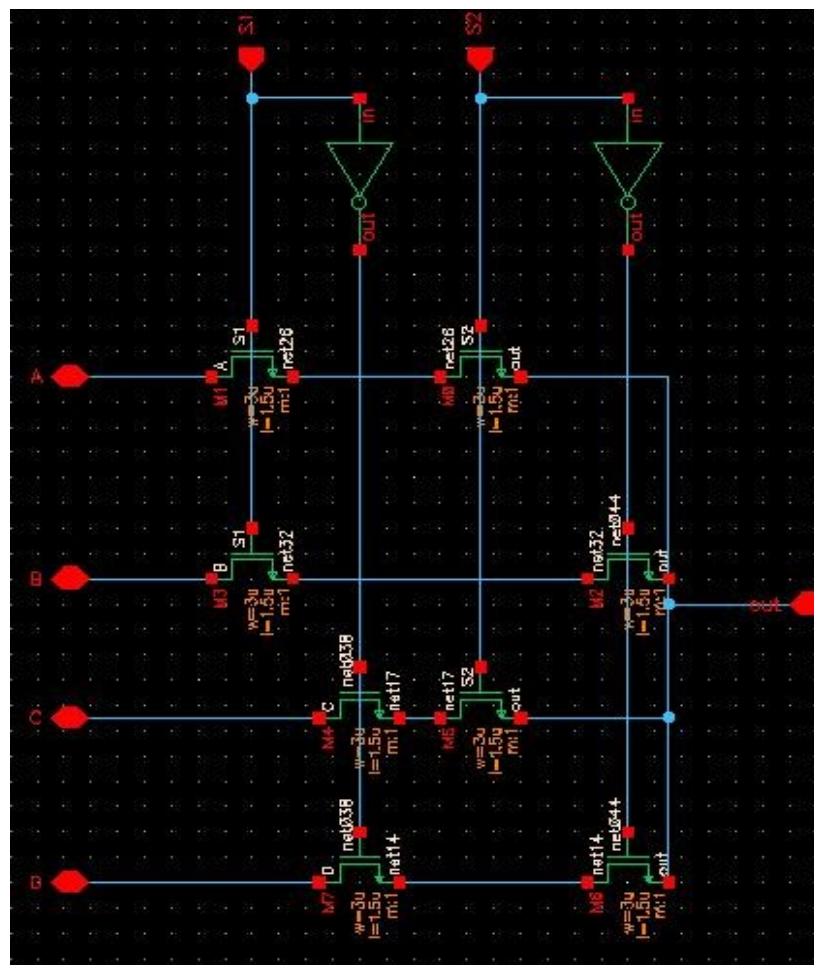 S1
S2
in
in
out
out
S1
net26
S2
net26
A
out
A
M1
w=3u
l=1.5u
m:1
M0
w=3u
l=1.5u
m:1
S1
net32
net044
net32
B
out
B
M3
w=3u
l=1.5u
m:1
M2
w=3u
l=1.5u
m:1
out
net038
net17
S2
net17
C
out
C
M4
w=3u
l=1.5u
m:1
M5
w=3u
l=1.5u
m:1
net038
net14
net044
net14
D
out
M7
w=3u
l=1.5u
m:1
w=3u
l=1.5u
m:1